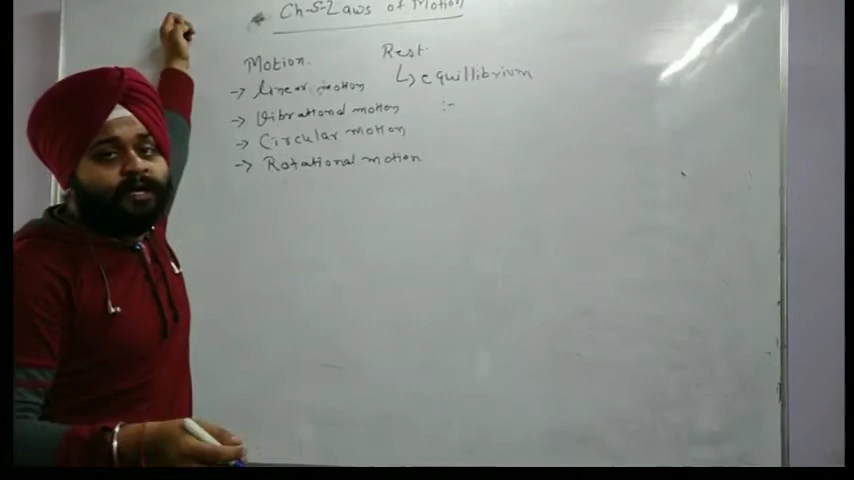 Ch-5-Laws of Motion
Motion. Rest
-> linear motion ↳ equillibrium
-> Vibrational motion :-
-> Circular motion
-> Rotational motion